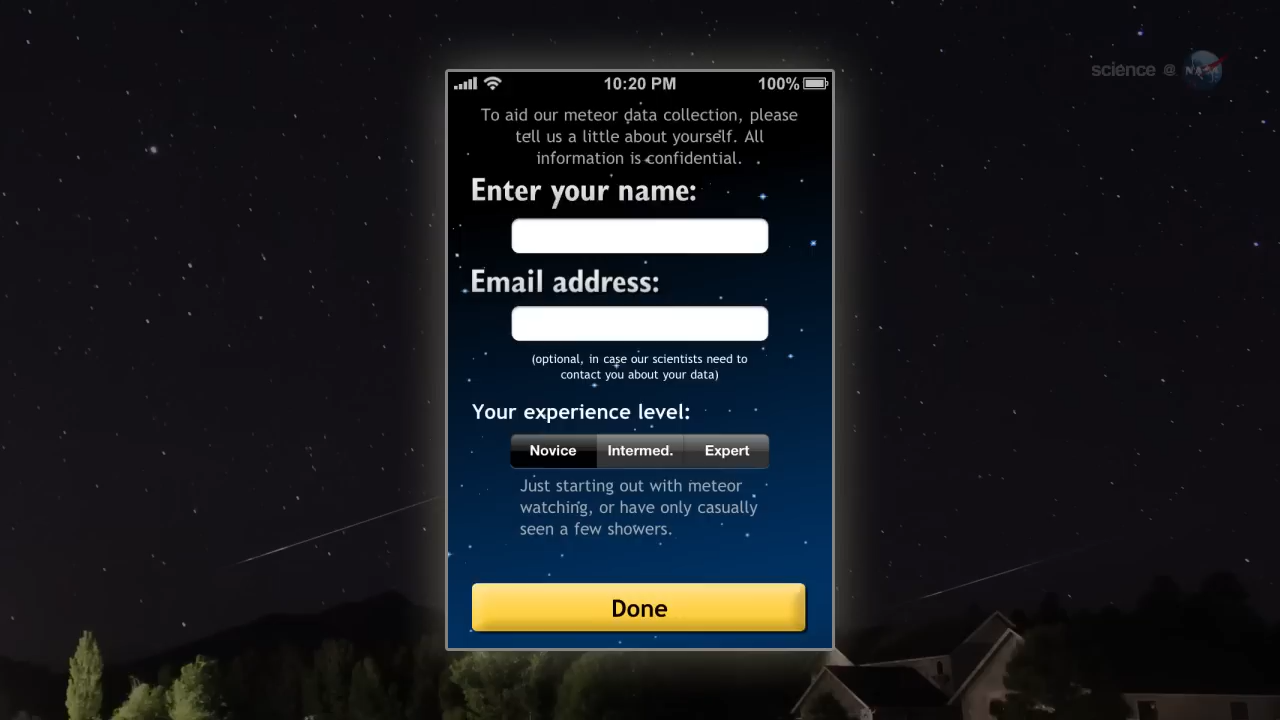 science @ NASA
10:20 PM 100%
To aid our meteor data collection, please
tell us a little about yourself. All
information is confidential.
Enter your name:
Email address:
(optional, in case our scientists need to
contact you about your data)
Your experience level:
Novice Intermed. Expert
Just starting out with meteor
watching, or have only casually
seen a few showers.
Done